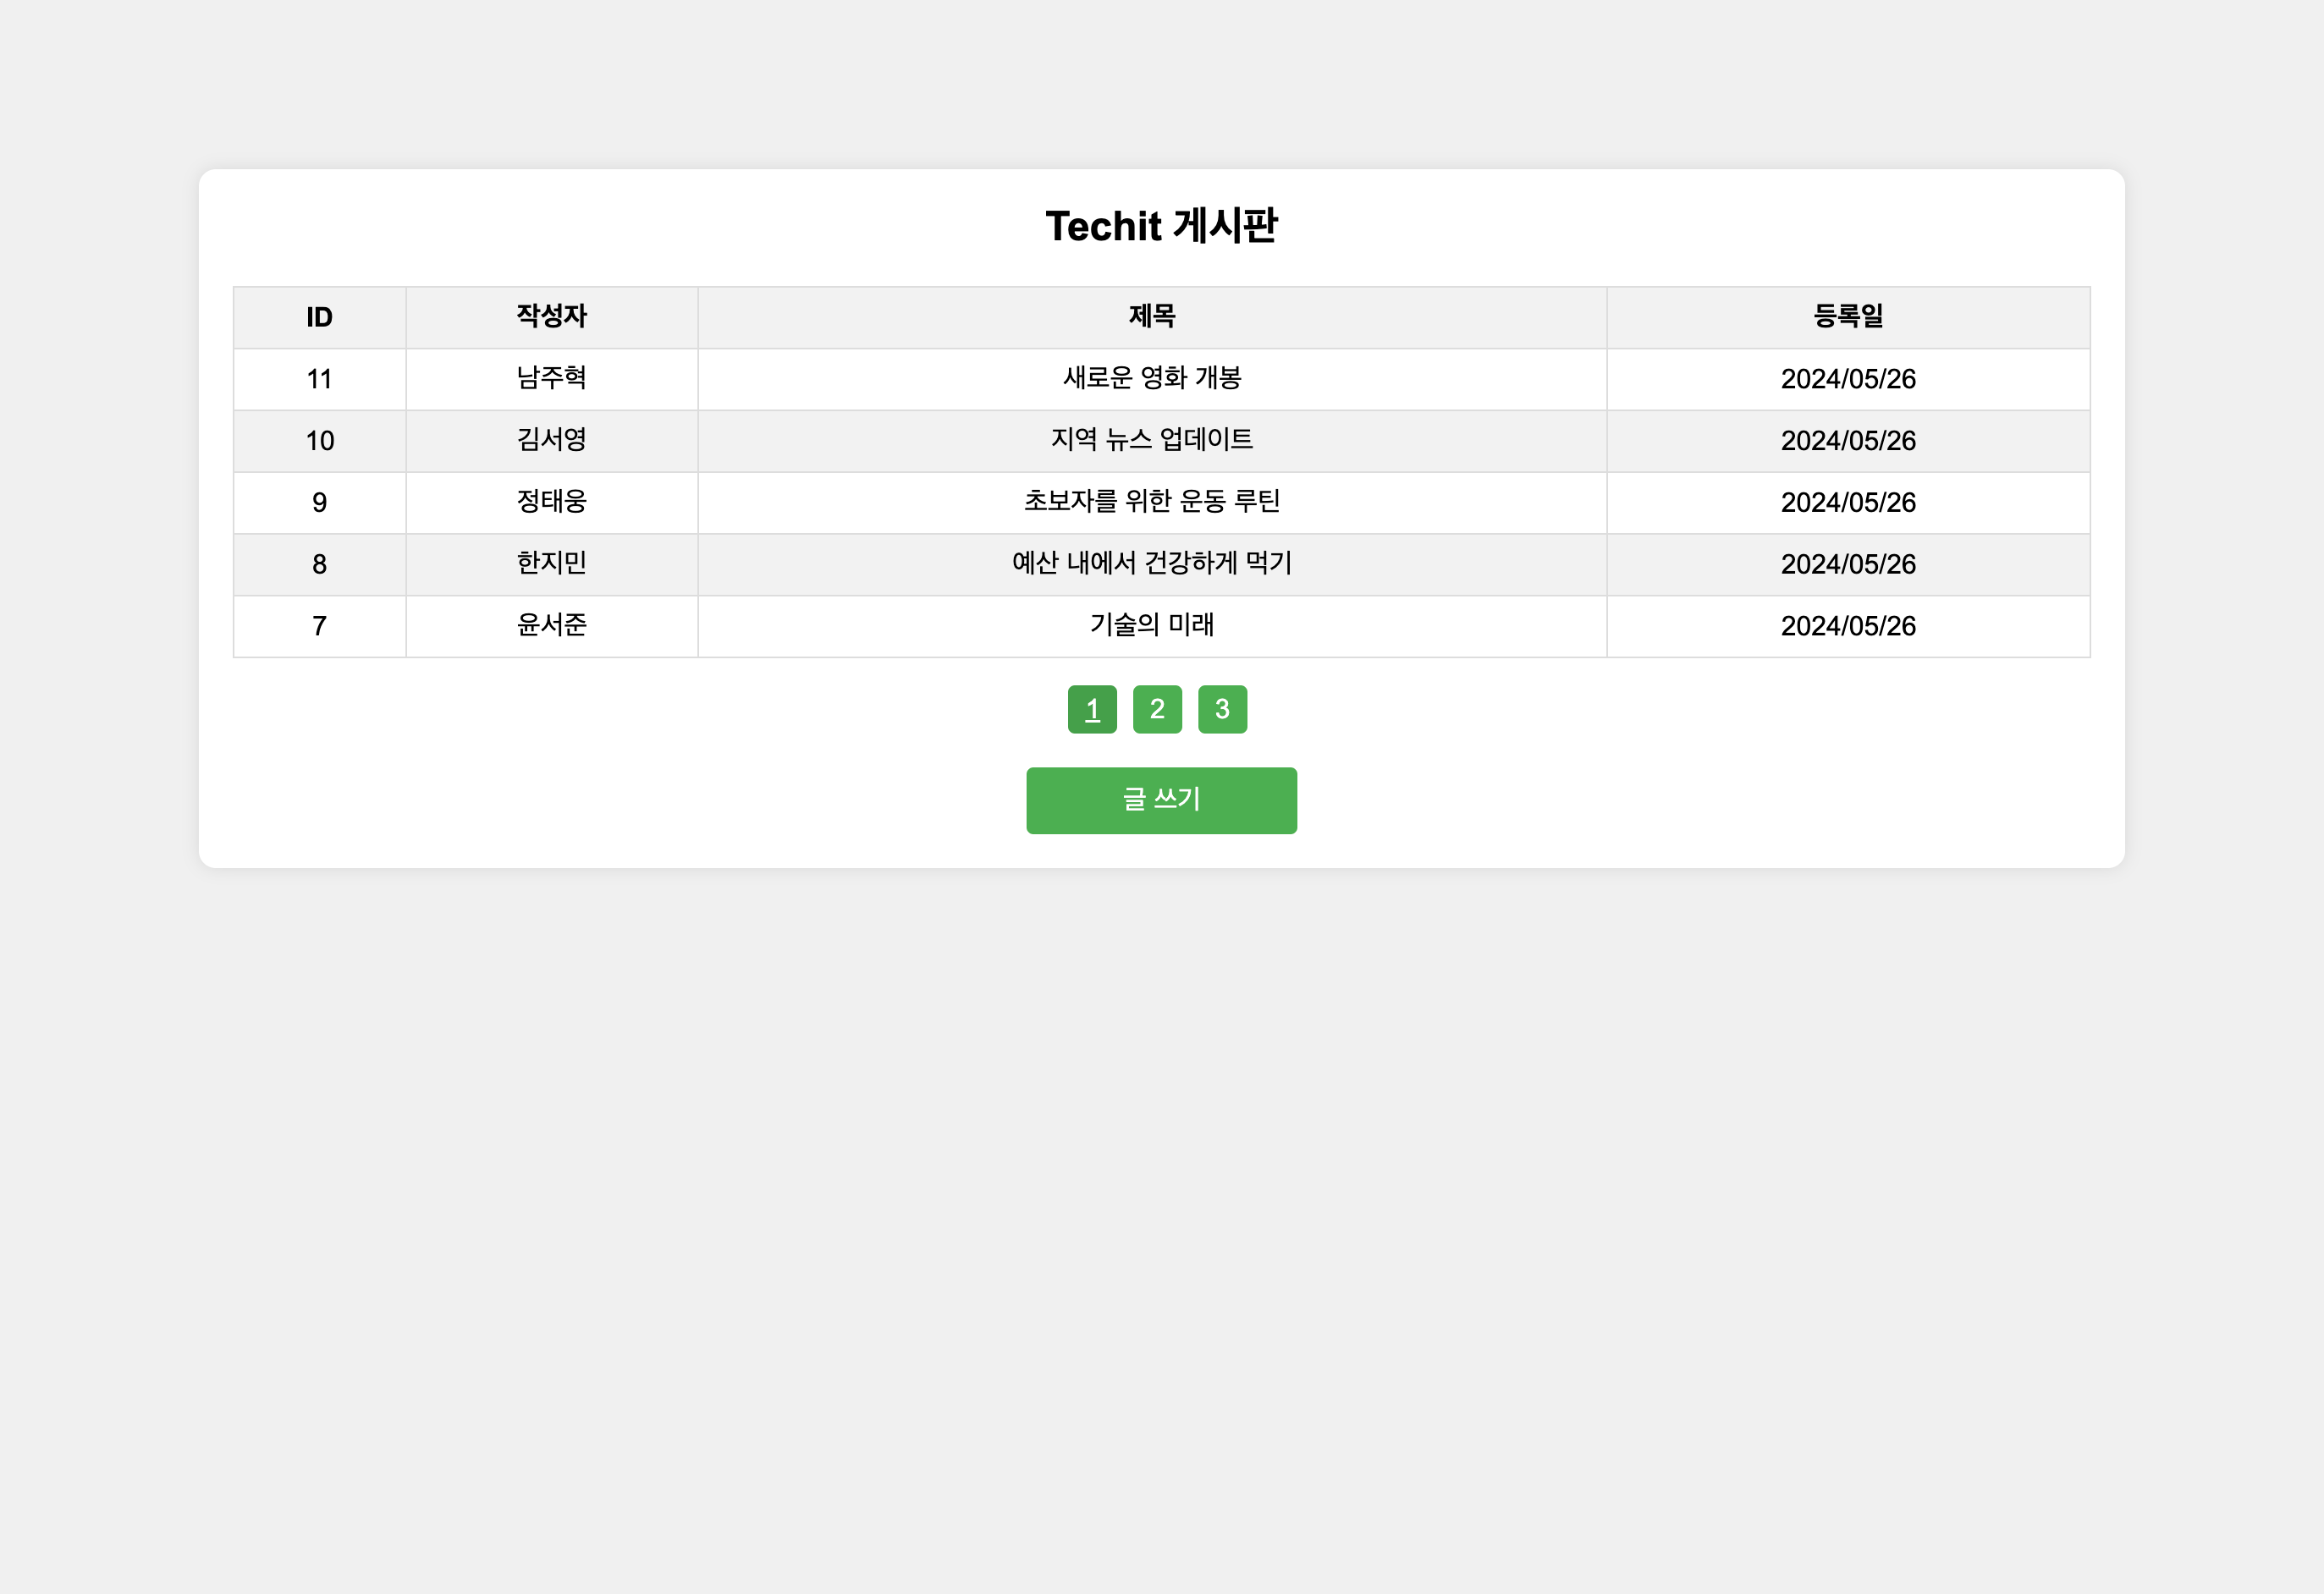 Techit 게시판
ID 작성자 제목 등록일
11 남주혁 새로운 영화 개봉 2024/05/26
10 김서영 지역 뉴스 업데이트 2024/05/26
9 정태웅 초보자를 위한 운동 루틴 2024/05/26
8 한지민 예산 내에서 건강하게 먹기 2024/05/26
7 윤서준 기술의 미래 2024/05/26
1 2 3
글 쓰기